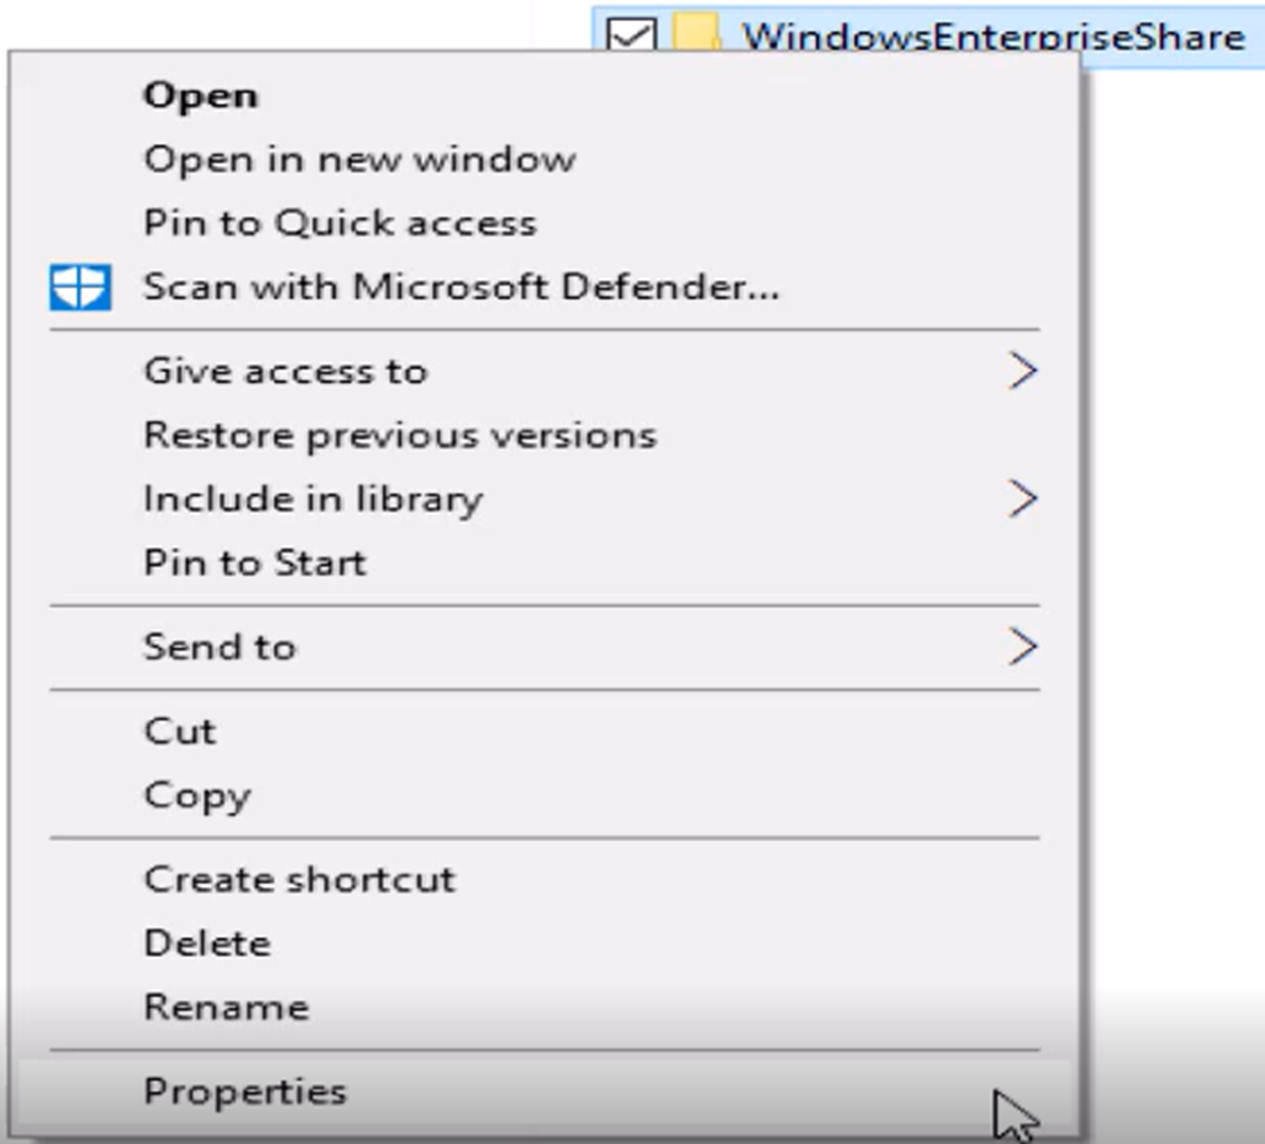 WindowsEnterpriseShare
Open
Open in new window
Pin to Quick access
Scan with Microsoft Defender...
Give access to
Restore previous versions
Include in library
Pin to Start
Send to
Cut
Copy
Create shortcut
Delete
Rename
Properties